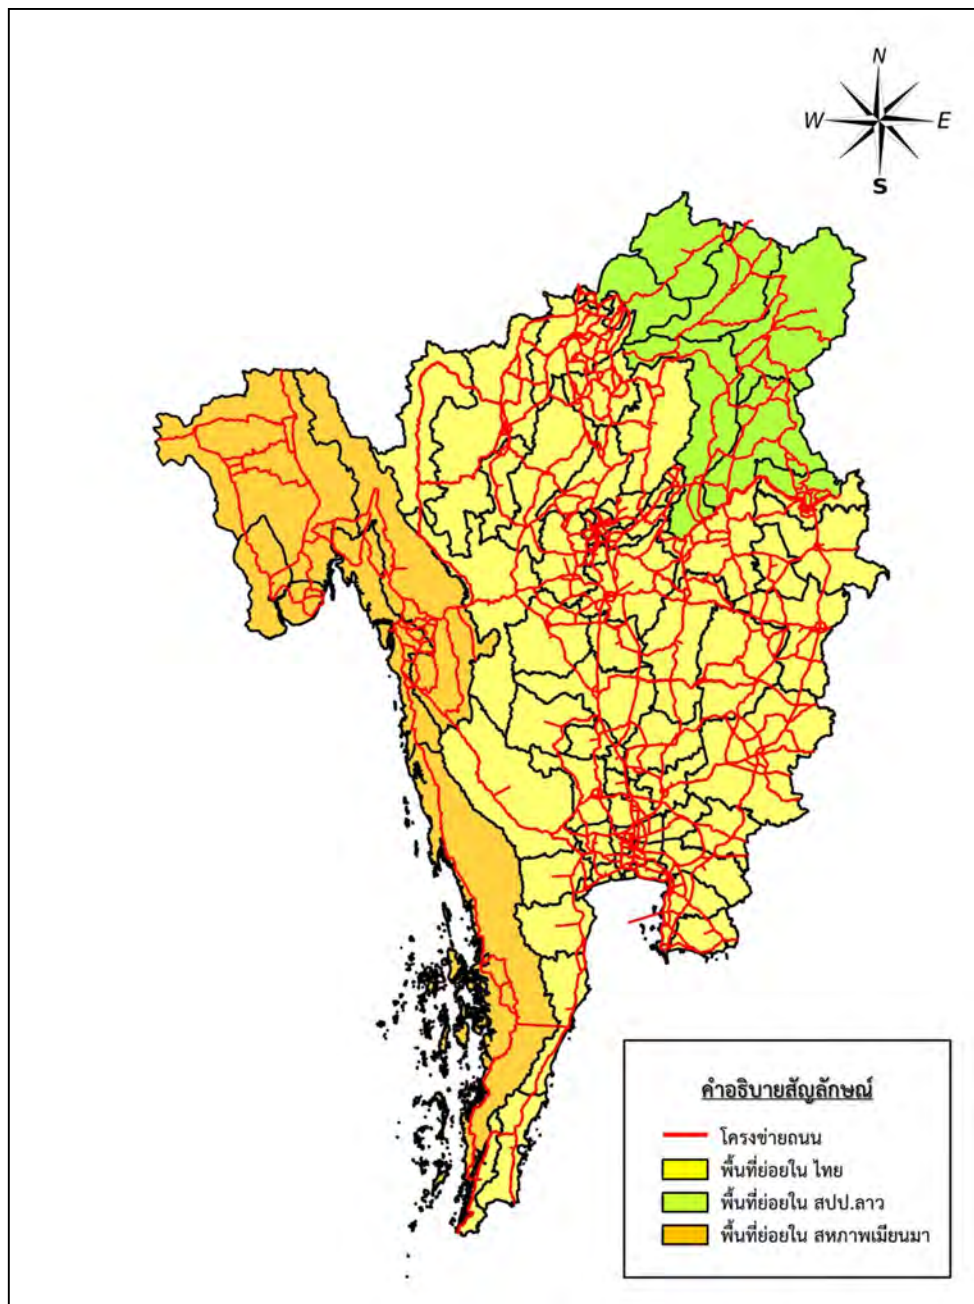 N
W E
S
คำอธิบายสัญลักษณ์
โครงข่ายถนน
พื้นที่ย่อยใน ไทย
พื้นที่ย่อยใน สปป.ลาว
พื้นที่ย่อยใน สหภาพเมียนมา